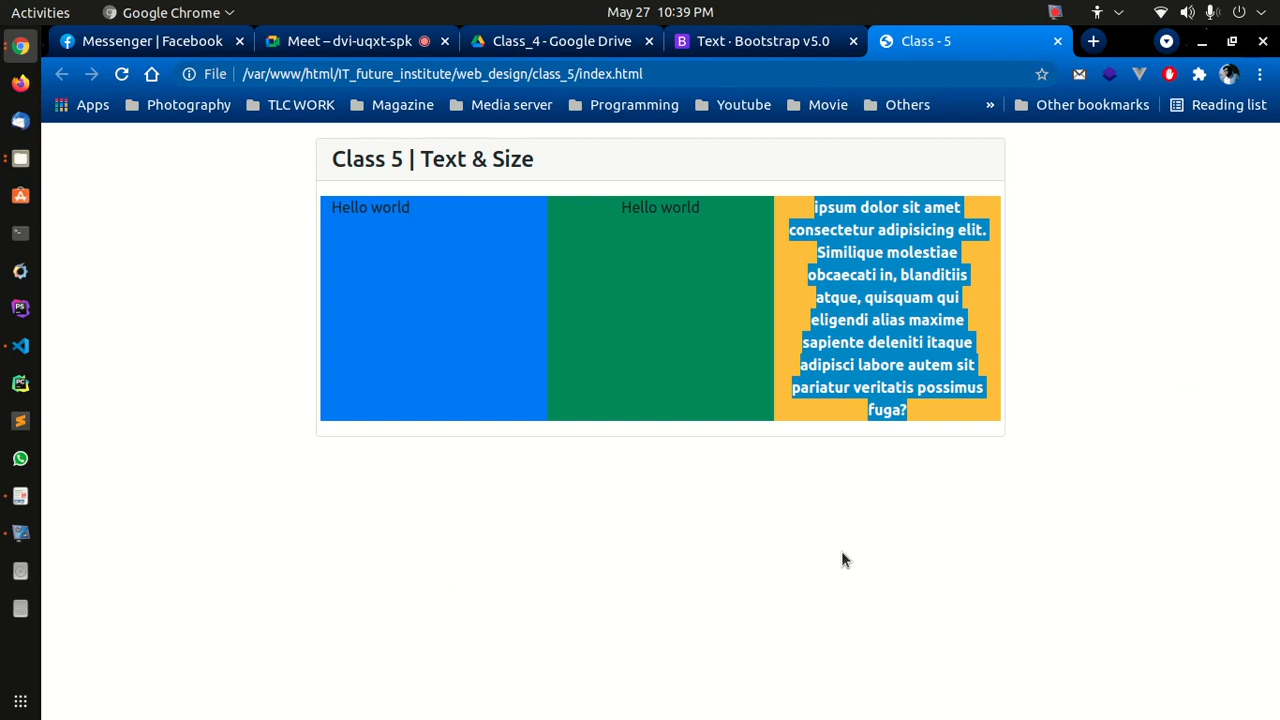 Activities
Google Chrome
May 27 10:39 PM
Messenger | Facebook
Meet – dvi-uqxt-spk
Class_4 - Google Drive
Text · Bootstrap v5.0
Class - 5
File
/var/www/html/IT_future_institute/web_design/class_5/index.html
Apps
Photography
TLC WORK
Magazine
Media server
Programming
Youtube
Movie
Others
»
Other bookmarks
Reading list
Class 5 | Text & Size
Hello world
Hello world
ipsum dolor sit amet
consectetur adipisicing elit.
Similique molestiae
obcaecati in, blanditiis
atque, quisquam qui
eligendi alias maxime
sapiente deleniti itaque
adipisci labore autem sit
pariatur veritatis possimus
fuga?